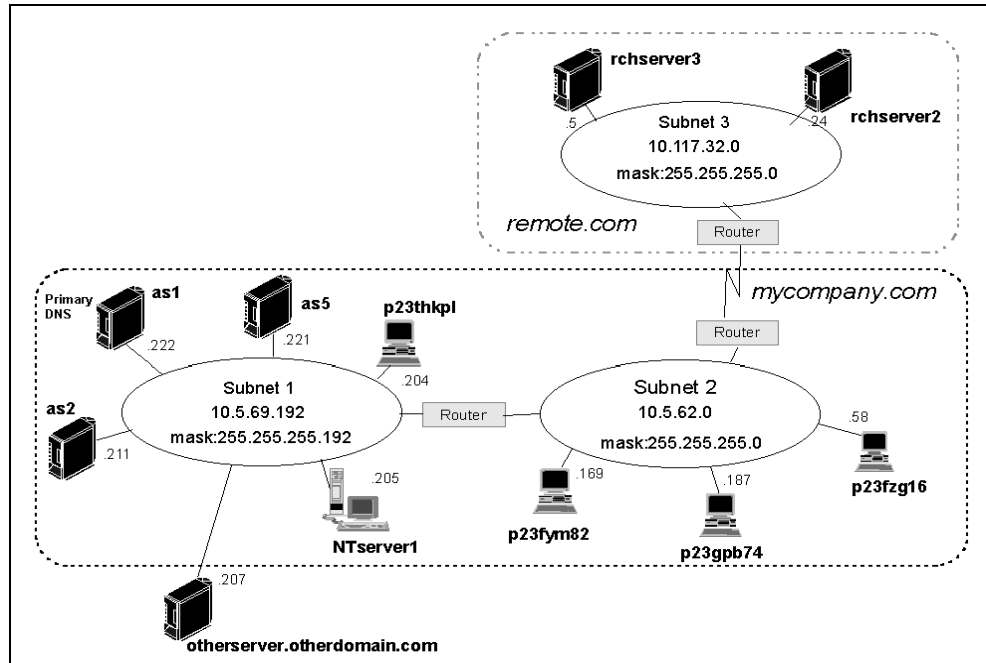 rchserver3
rchserver2
.5
.24
Subnet 3
10.117.32.0
mask:255.255.255.0
remote.com
Router
mycompany.com
Router
Primary
DNS
as1
.222
as5
.221
p23thkpl
.204
as2
.211
Subnet 1
10.5.69.192
mask:255.255.255.192
Router
Subnet 2
10.5.62.0
mask:255.255.255.0
.58
p23fzg16
.205
NTserver1
.169
p23fym82
.187
p23gpb74
.207
otherserver.otherdomain.com